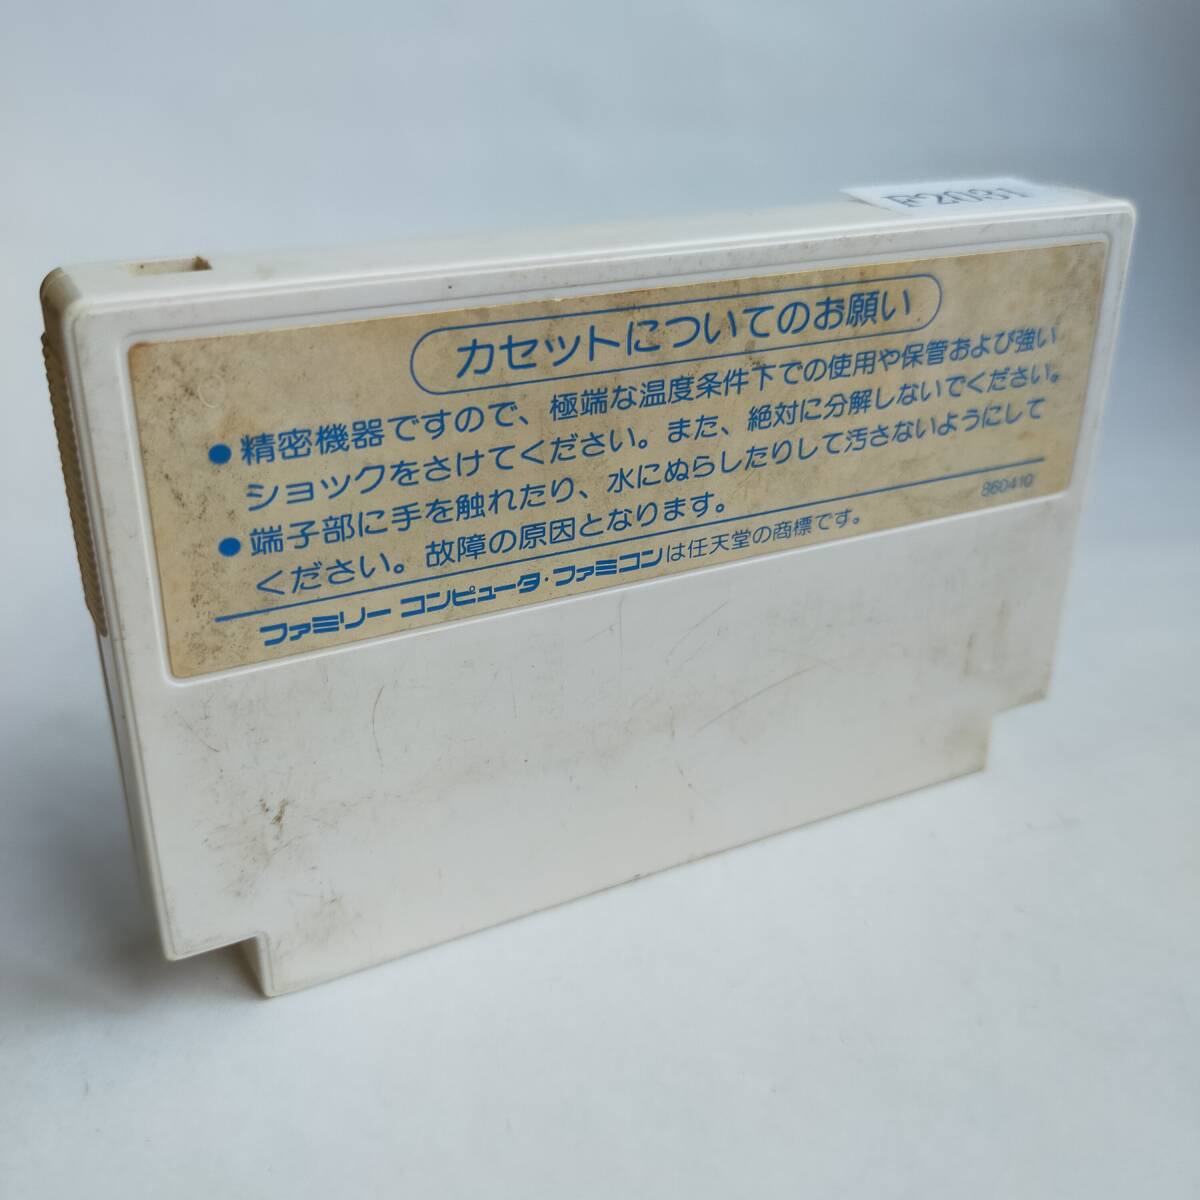 F2031
カセットについてのお願い
●精密機器ですので、極端な温度条件下での使用や保管および強い
ショックをさけてください。また、絶対に分解しないでください。
●端子部に手を触れたり、水にぬらしたりして汚さないようにして
ください。故障の原因となります。
860410
ファミリー コンピュータ・ファミコンは任天堂の商標です。